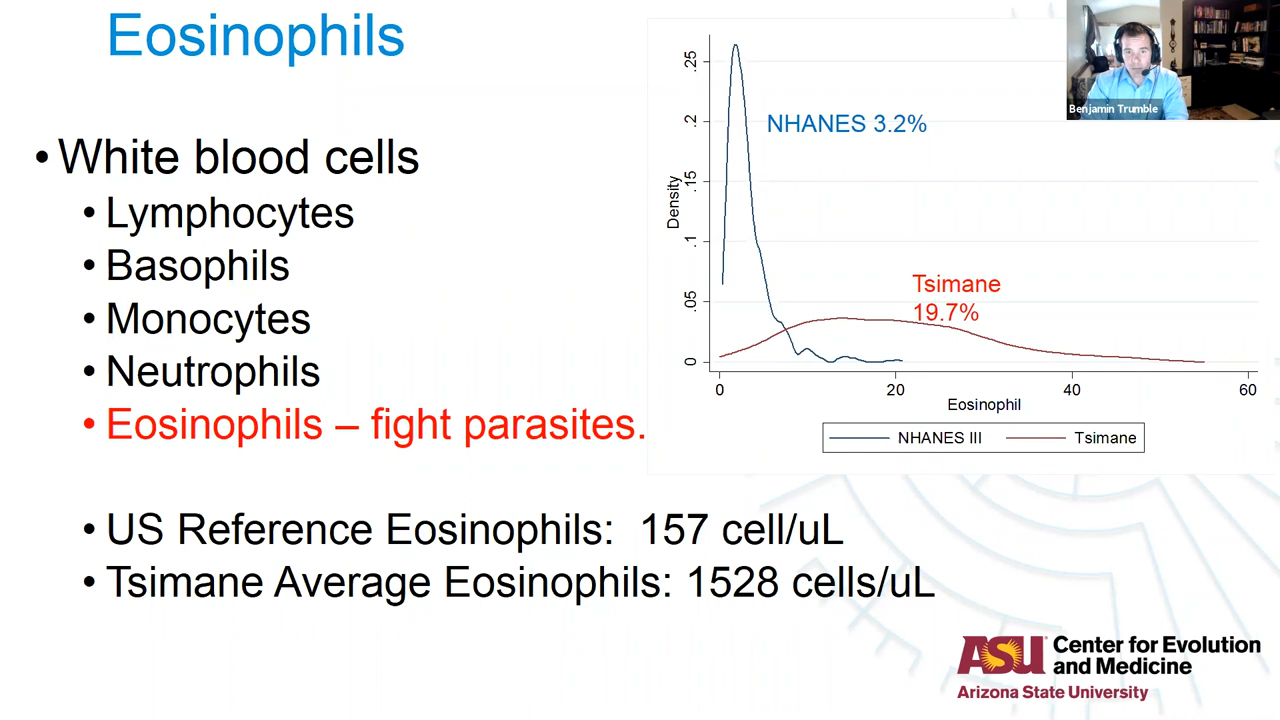 Eosinophils
• White blood cells
• Lymphocytes
• Basophils
• Monocytes
• Neutrophils
• Eosinophils – fight parasites.
• US Reference Eosinophils: 157 cell/uL
• Tsimane Average Eosinophils: 1528 cells/uL
NHANES 3.2%
Tsimane
19.7%
Density
.25
.2
.15
.1
.05
0
0 20 40 60
Eosinophil
NHANES III Tsimane
Benjamin Trumble
ASU Center for Evolution
and Medicine
Arizona State University